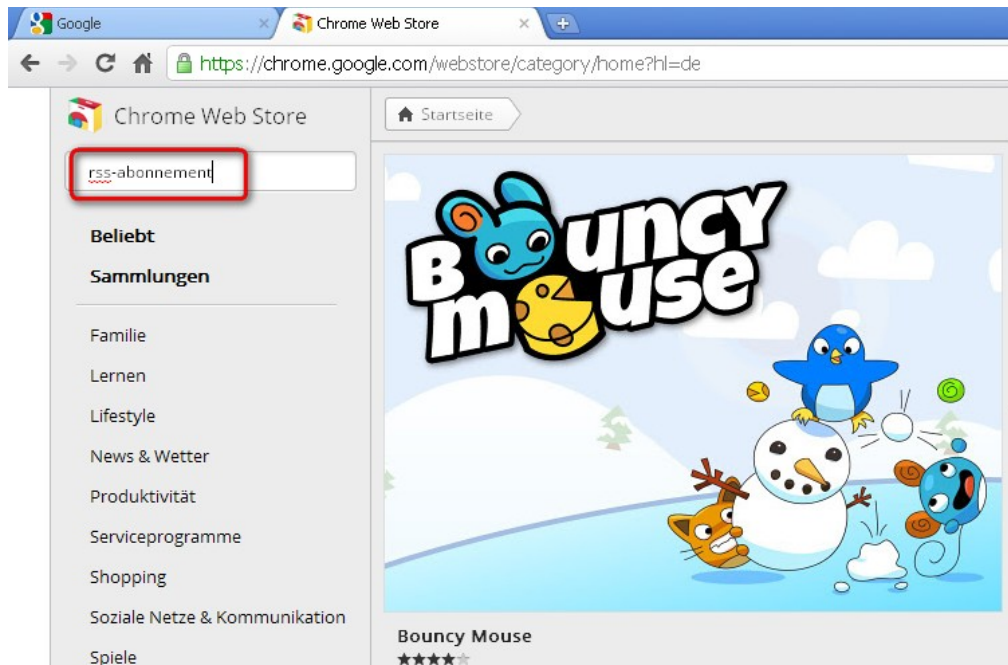 Google
Chrome Web Store
https://chrome.google.com/webstore/category/home?hl=de
Chrome Web Store
Startseite
rss-abonnement
Beliebt
Sammlungen
Familie
Lernen
Lifestyle
News & Wetter
Produktivität
Serviceprogramme
Shopping
Soziale Netze & Kommunikation
Spiele
BOUNCY
MOUSE
Bouncy Mouse